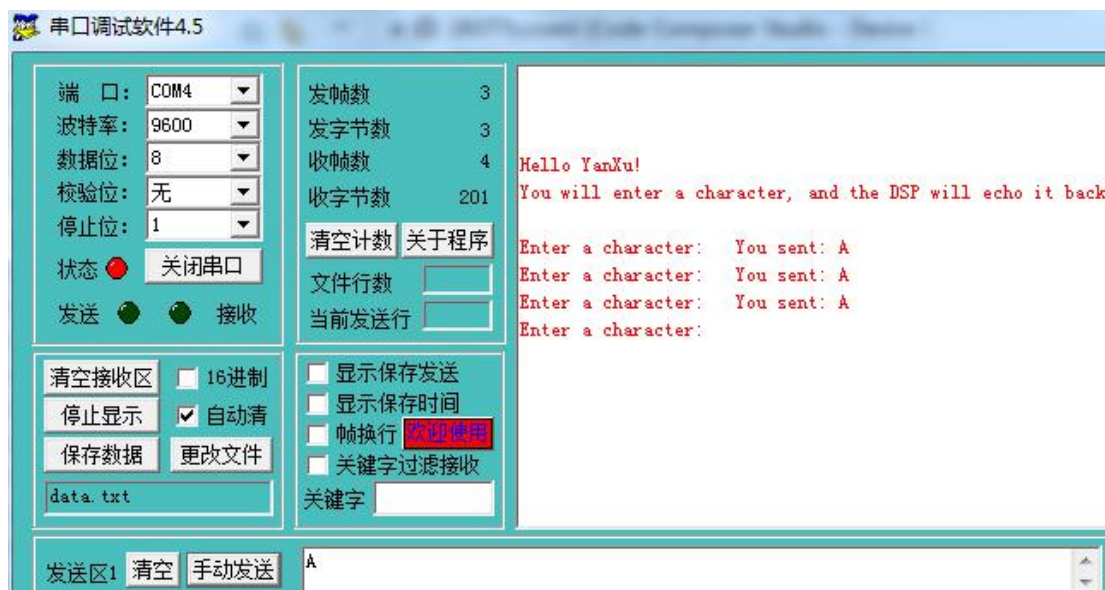 串口调试软件4.5
端 口: COM4
波特率: 9600
数据位: 8
校验位: 无
停止位: 1
状态 关闭串口
发送 接收
发帧数 3
发字节数 3
收帧数 4
收字节数 201
清空计数 关于程序
文件行数
当前发送行
Hello YanXu!
You will enter a character, and the DSP will echo it back
Enter a character: You sent: A
Enter a character: You sent: A
Enter a character: You sent: A
Enter a character:
清空接收区 16进制
停止显示 自动清
保存数据 更改文件
data.txt
显示保存发送
显示保存时间
帧换行 欢迎使用
关键字过滤接收
关键字
发送区1 清空 手动发送 A